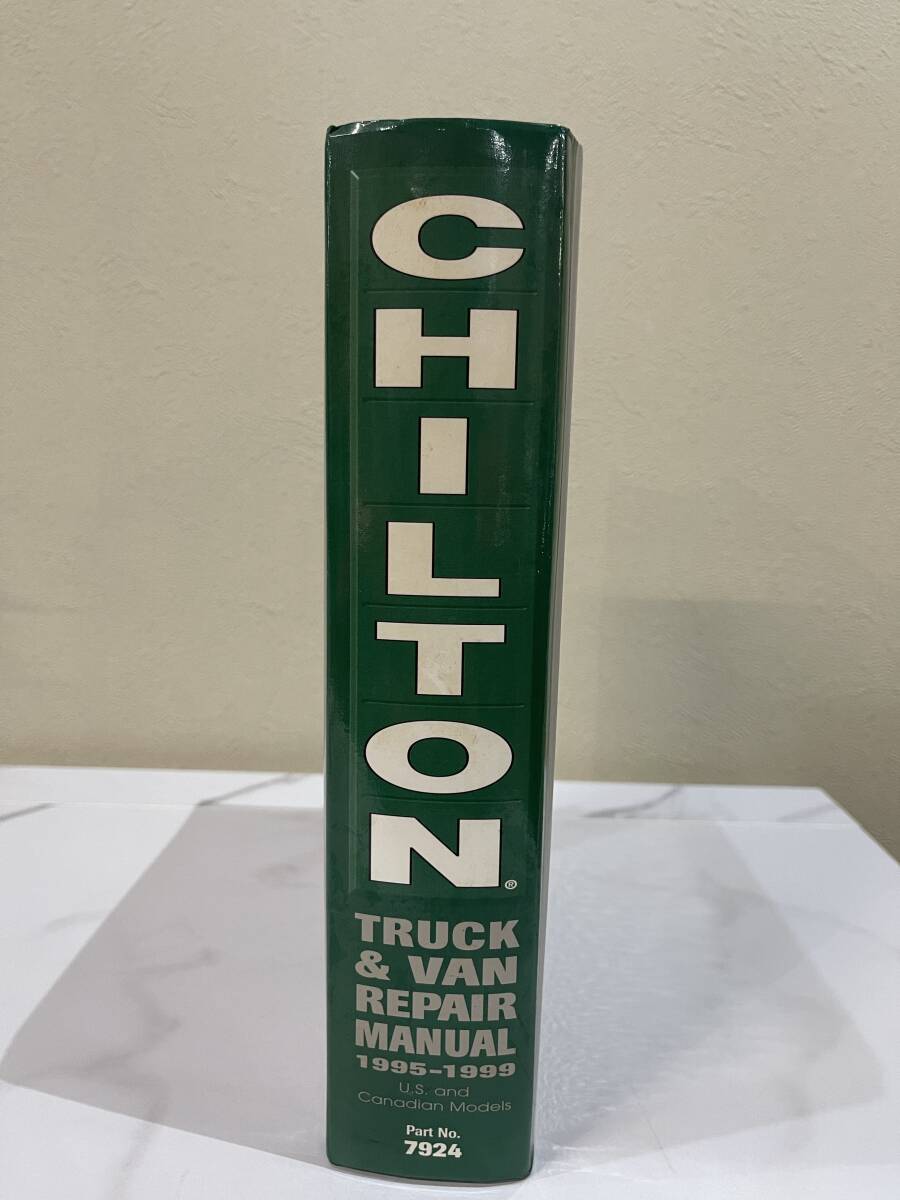 CHILTON®
TRUCK
& VAN
REPAIR
MANUAL
1995-1999
U.S. and
Canadian Models
Part No.
7924